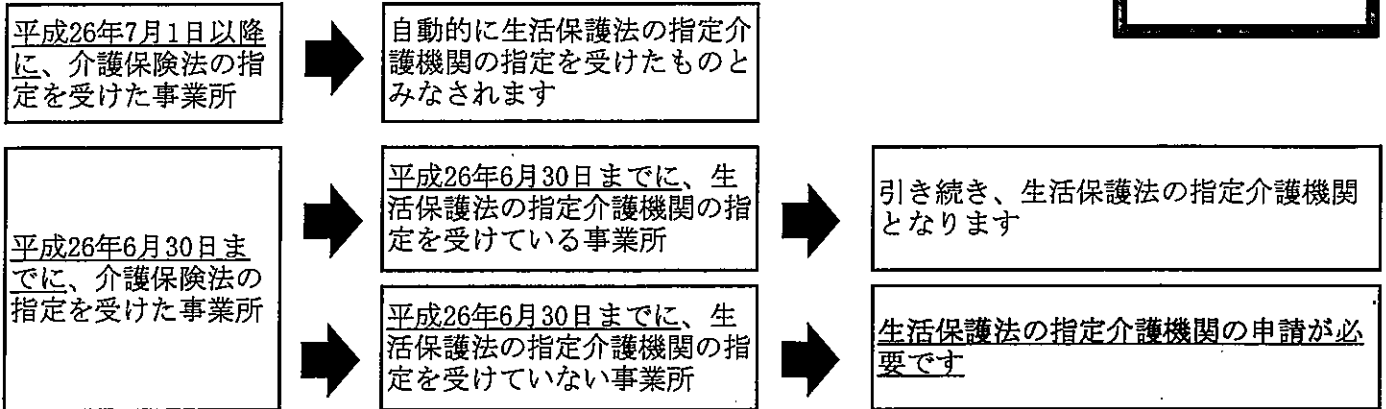 平成26年7月1日以降
に、介護保険法の指
定を受けた事業所
自動的に生活保護法の指定介
護機関の指定を受けたものと
みなされます
平成26年6月30日ま
でに、介護保険法の
指定を受けた事業所
平成26年6月30日までに、生
活保護法の指定介護機関の指
定を受けている事業所
引き続き、生活保護法の指定介護機関
となります
平成26年6月30日までに、生
活保護法の指定介護機関の指
定を受けていない事業所
生活保護法の指定介護機関の申請が必
要です